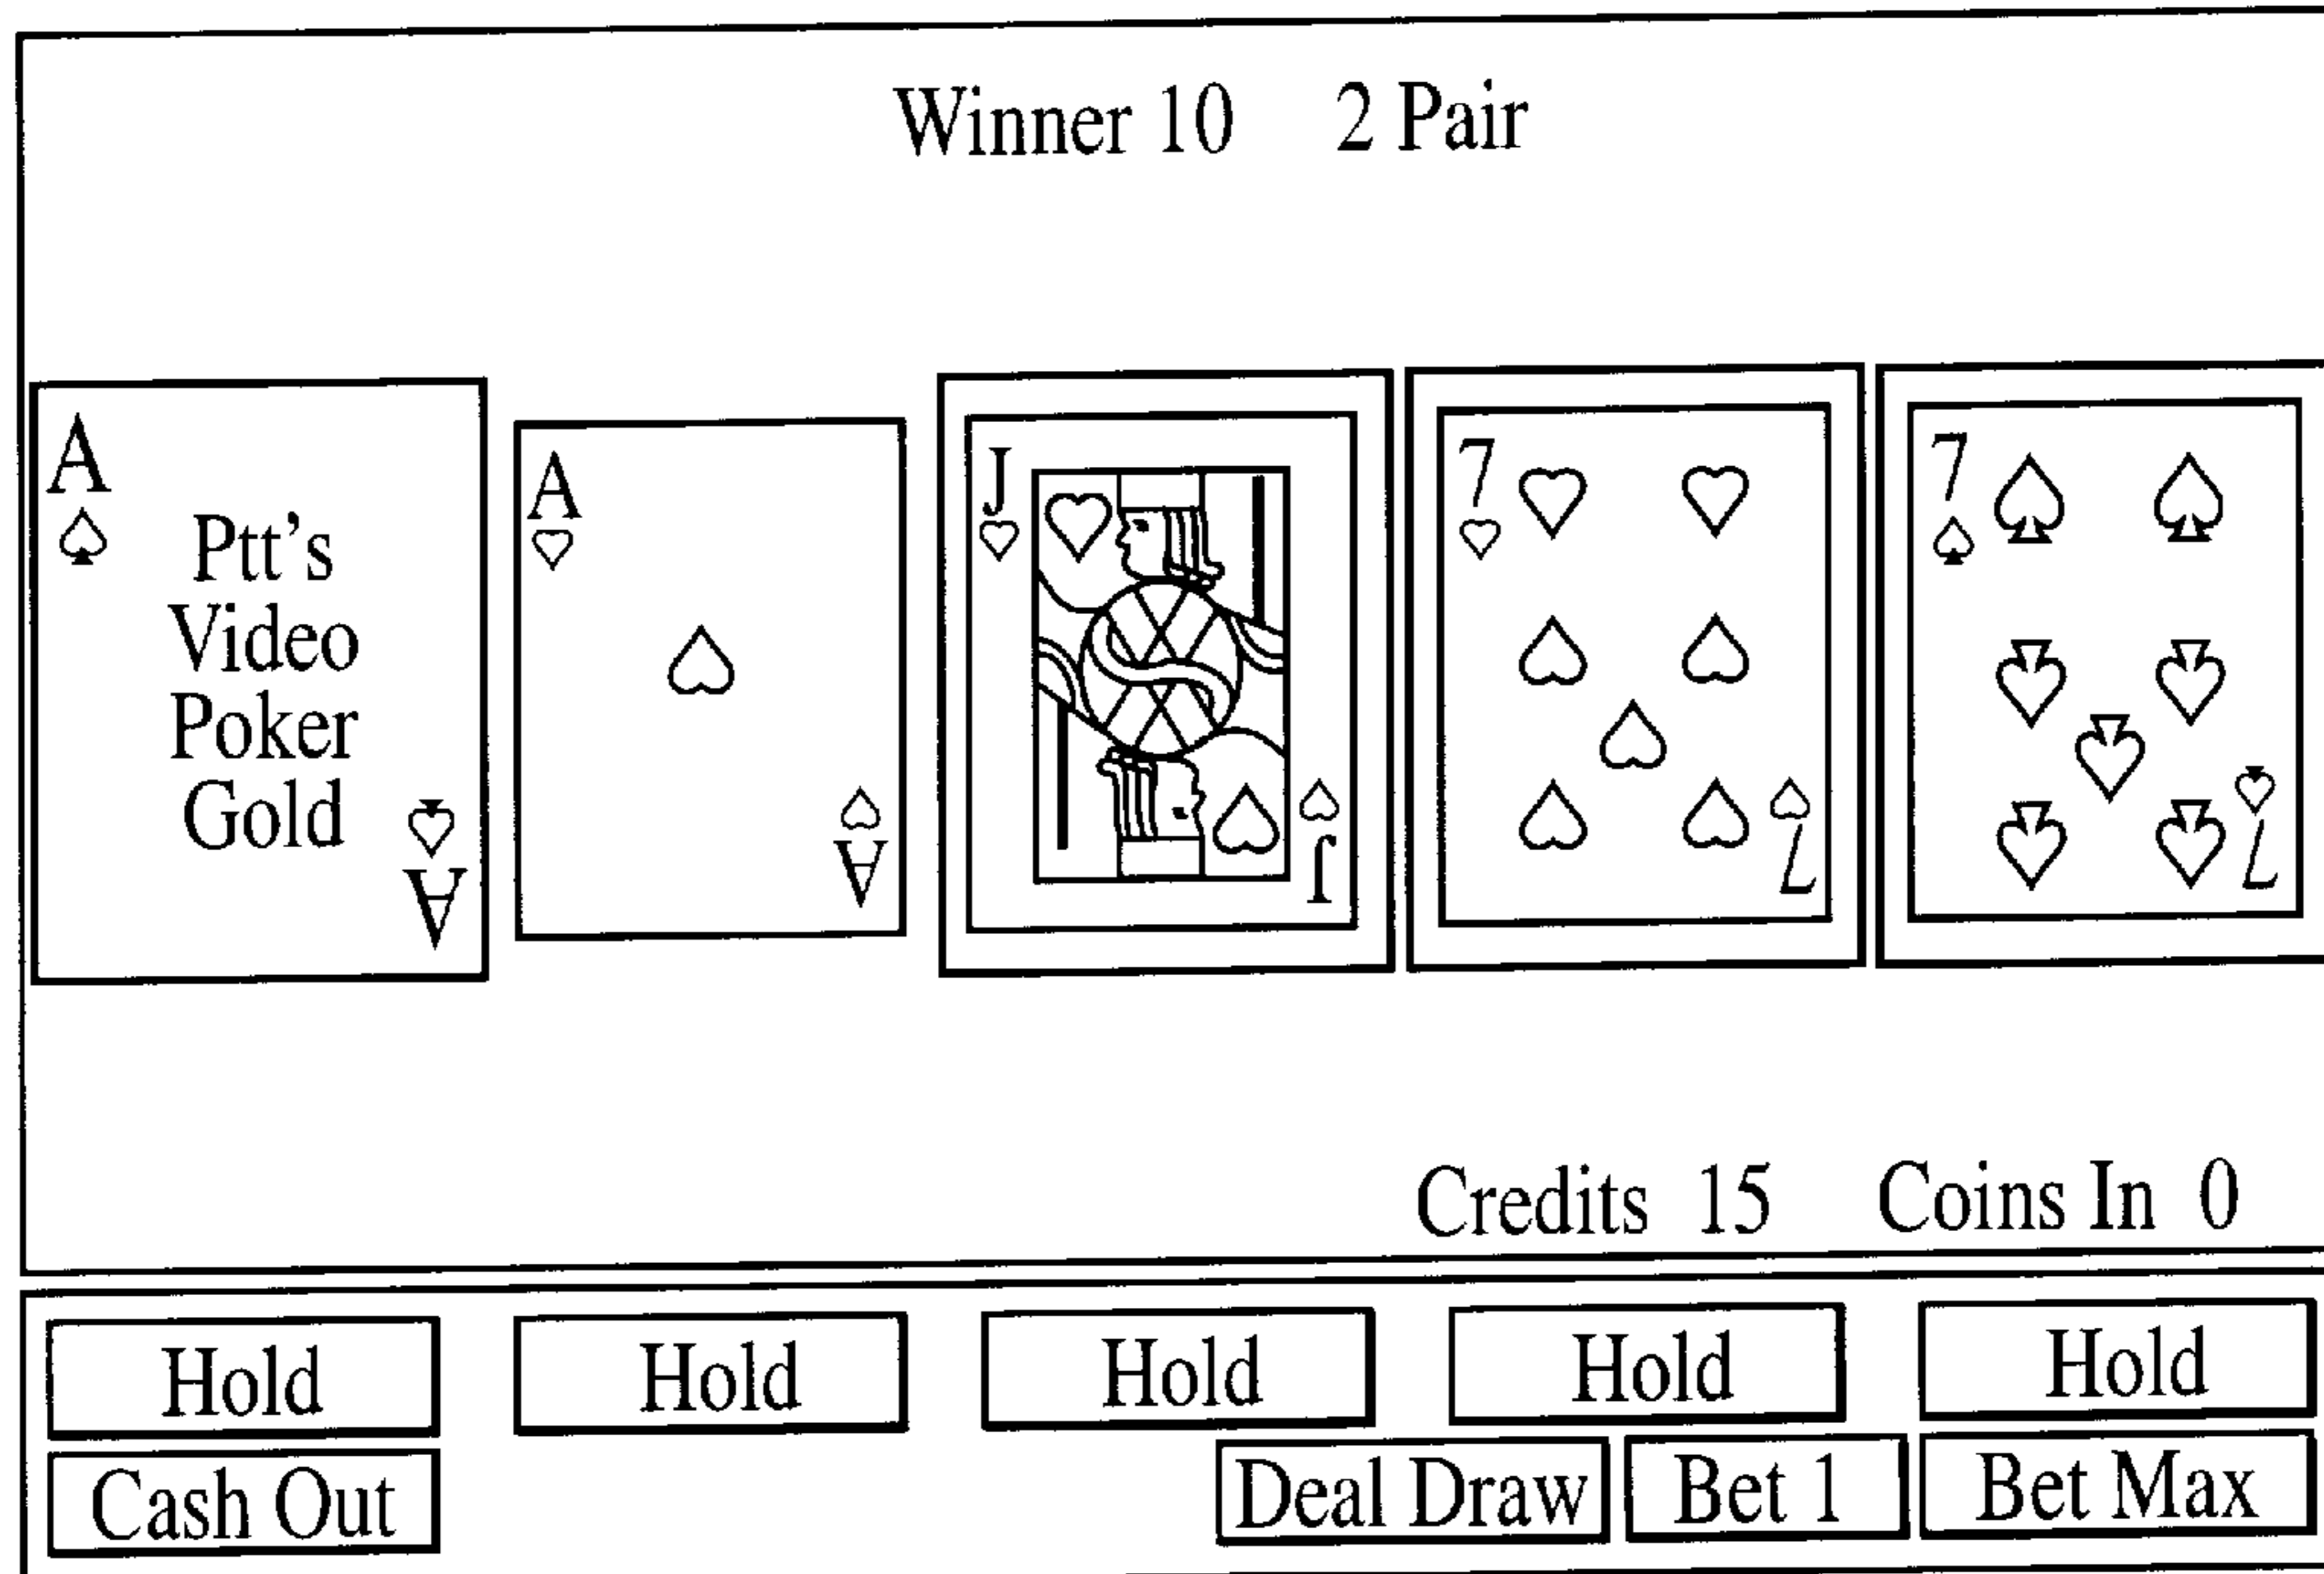 Winner 10 2 Pair
A
Ptt's
Video
Poker
Gold
A
A
A
J
J
7
7
7
7
Credits 15 Coins In 0
Hold Hold Hold Hold Hold
Cash Out Deal Draw Bet 1 Bet Max